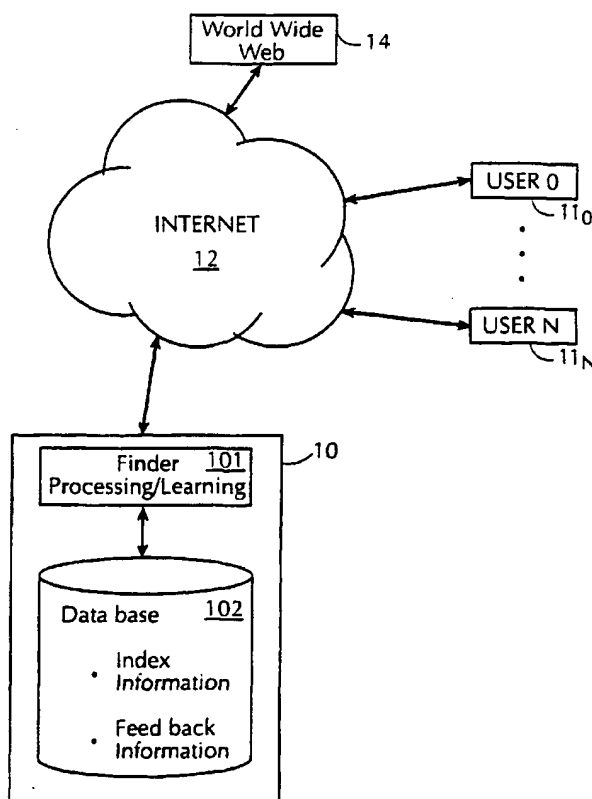 World Wide
Web
14
INTERNET
12
USER 0
11₀
USER N
11N
10
101
Finder
Processing/Learning
Data base
102
· Index
Information
· Feed back
Information